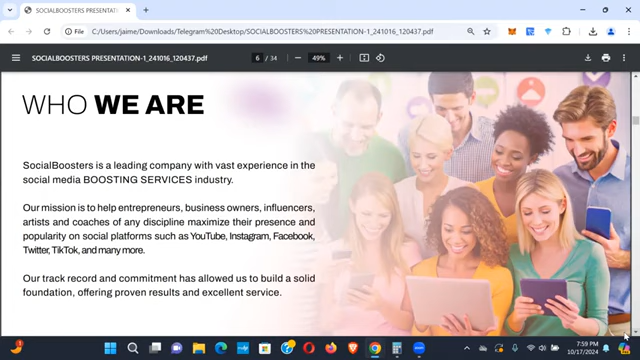 SOCIALBOOSTERS PRESENTATI
File
C:/Users/jaime/Downloads/Telegram%20Desktop/SOCIALBOOSTERS%20PRESENTATION-1_241016_120437.pdf
SOCIALBOOSTERS PRESENTATION-1_241016_120437.pdf
6 / 34
49%
WHO WE ARE
SocialBoosters is a leading company with vast experience in the
social media BOOSTING SERVICES industry.
Our mission is to help entrepreneurs, business owners, influencers,
artists and coaches of any discipline maximize their presence and
popularity on social platforms such as YouTube, Instagram, Facebook,
Twitter, TikTok, and many more.
Our track record and commitment has allowed us to build a solid
foundation, offering proven results and excellent service.
7:59 PM
10/17/2024